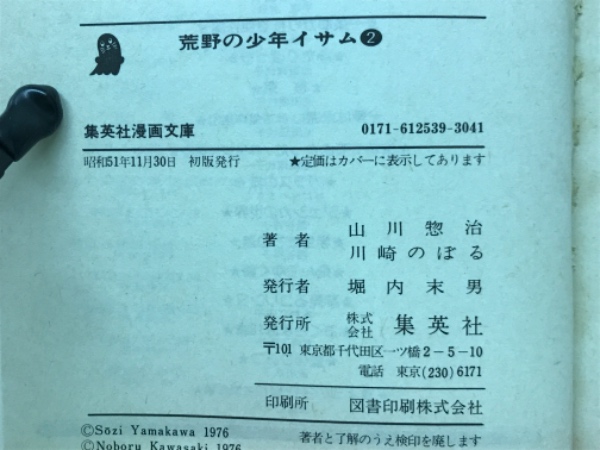 荒野の少年イサム❷
集英社漫画文庫 0171-612539-3041
昭和51年11月30日 初版発行 ★定価はカバーに表示してあります
著者 山川惣治
川崎のぼる
発行者 堀内末男
発行所 株式会社 集英社
〒101 東京都千代田区一ツ橋2-5-10
電話 東京(230)6171
印刷所 図書印刷株式会社
©Sōzi Yamakawa 1976
©Noboru Kawasaki 1976
著者と了解のうえ検印を廃します